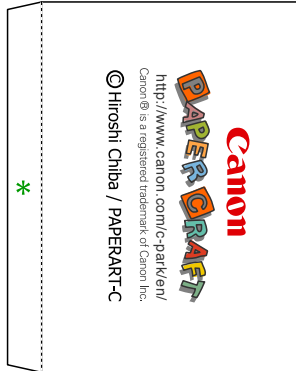 Canon
PAPER CRAFT
http://www.canon.com/c-park/en/
Canon® is a registered trademark of Canon Inc.
© Hiroshi Chiba / PAPERART-C
*